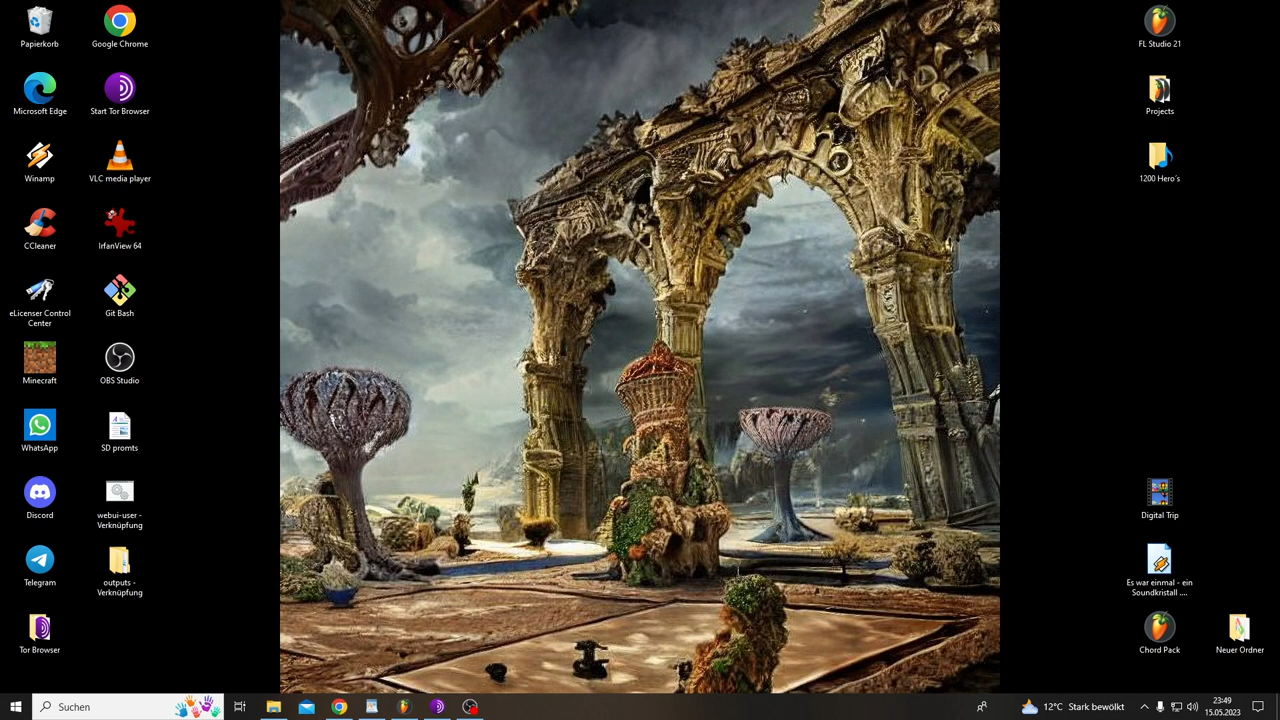 Papierkorb
Google Chrome
FL Studio 21
Microsoft Edge
Start Tor Browser
Projects
Winamp
VLC media player
1200 Hero´s
CCleaner
IrfanView 64
eLicenser Control
Center
Git Bash
Minecraft
OBS Studio
WhatsApp
SD promts
Discord
webui-user -
Verknüpfung
Digital Trip
Telegram
outputs -
Verknüpfung
Es war einmal - ein
Soundkristall ....
Tor Browser
Chord Pack
Neuer Ordner
Suchen
12°C Stark bewölkt
23:49
15.05.2023